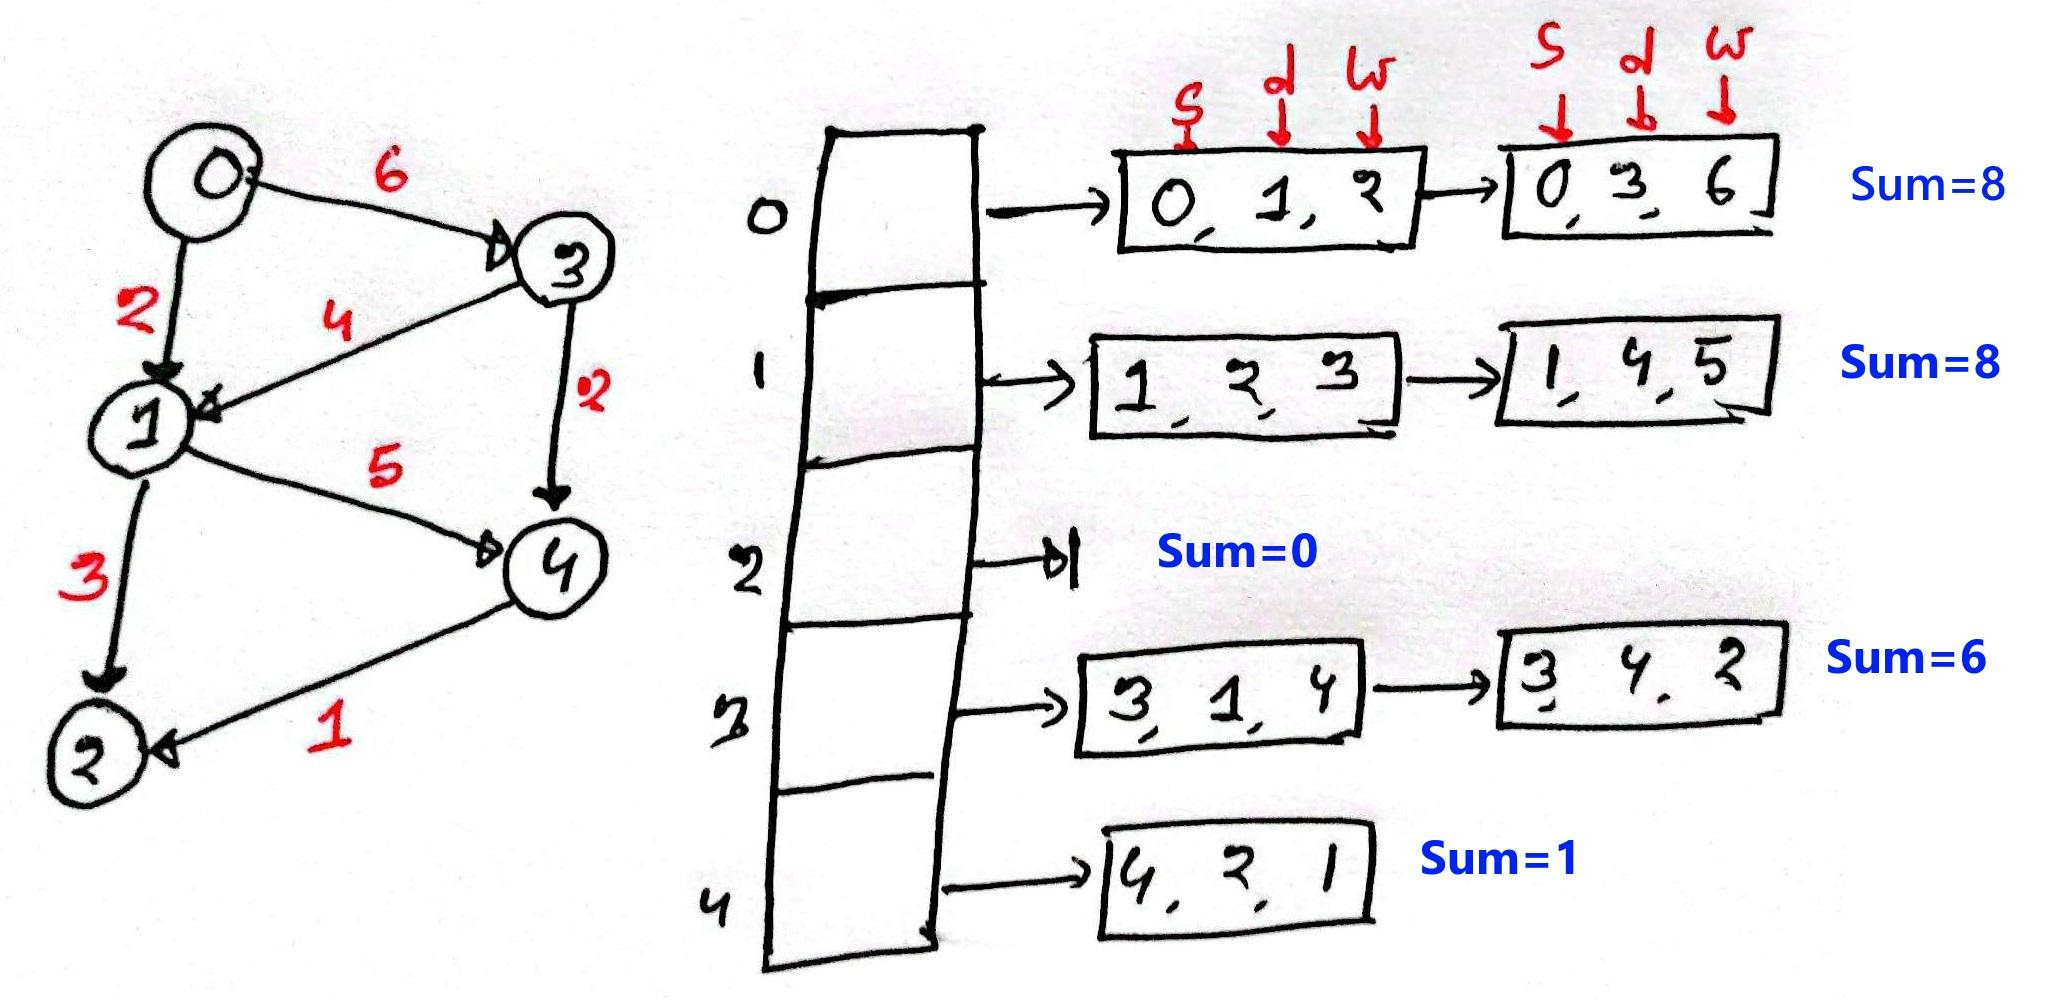 0
6
3
2
4
2
1
5
4
3
1
2
S d w S d w
0 0, 1, 2 0, 3, 6 Sum=8
1 1, 2, 3 1, 4, 5 Sum=8
2 Sum=0
3 3, 1, 4 3, 4, 2 Sum=6
4 4, 2, 1 Sum=1